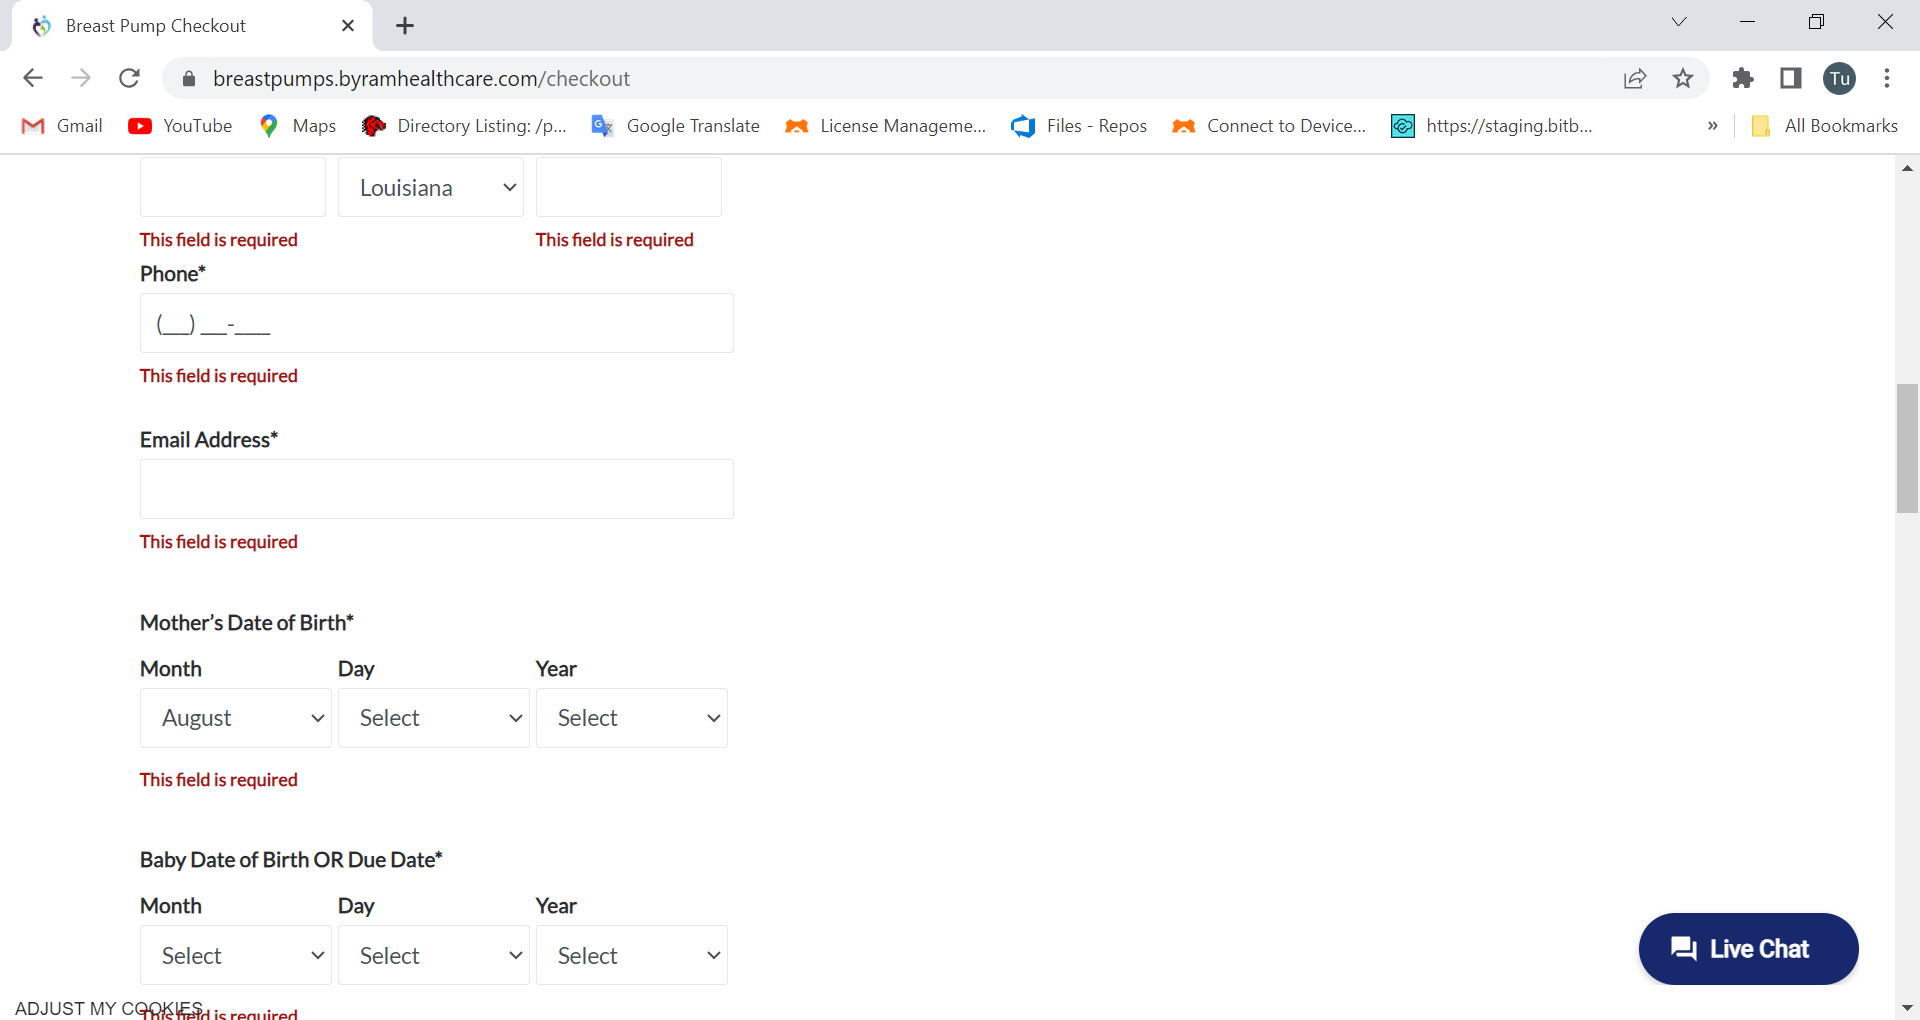 Breast Pump Checkout
breastpumps.byramhealthcare.com/checkout
Tu
Gmail YouTube Maps Directory Listing: /p... Google Translate License Manageme... Files - Repos Connect to Device... https://staging.bitb... » All Bookmarks
Louisiana
This field is required This field is required
Phone*
(___) ___-____
This field is required
Email Address*
This field is required
Mother’s Date of Birth*
Month Day Year
August Select Select
This field is required
Baby Date of Birth OR Due Date*
Month Day Year
Select Select Select
Live Chat
ADJUST MY COOKIES
This field is required